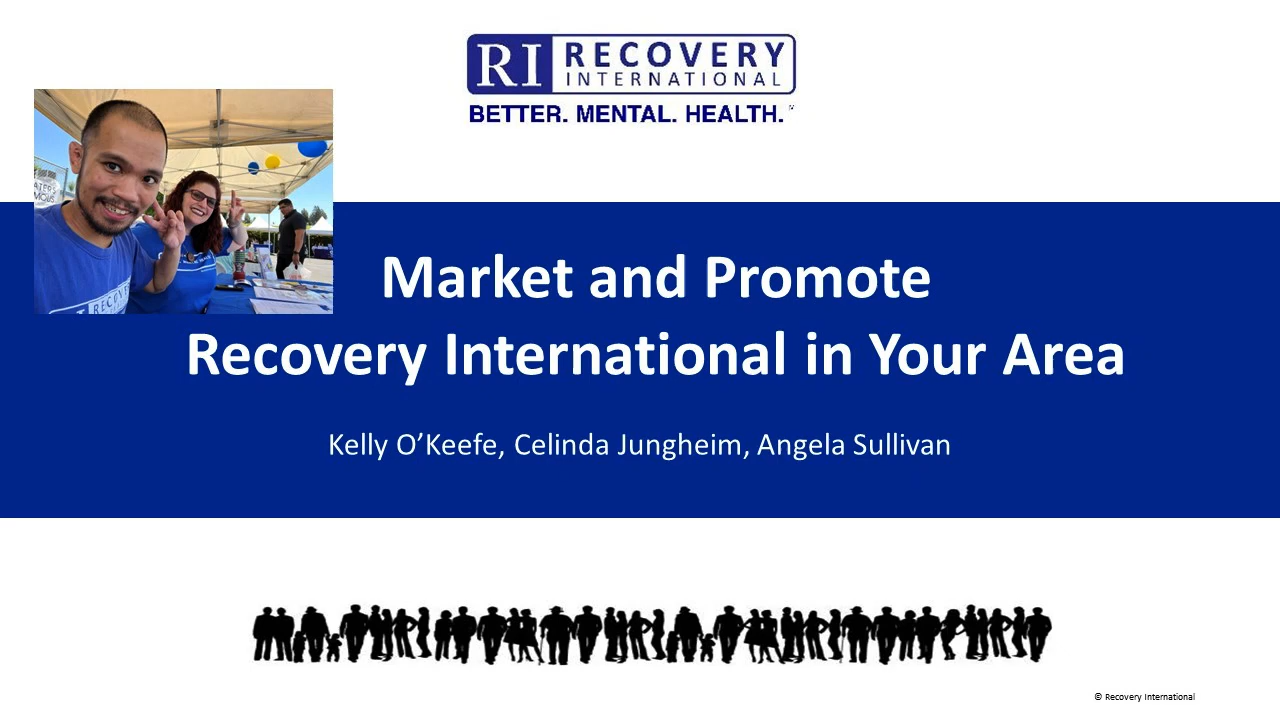 RI RECOVERY
INTERNATIONAL
BETTER. MENTAL. HEALTH.
Market and Promote
Recovery International in Your Area
Kelly O’Keefe, Celinda Jungheim, Angela Sullivan
© Recovery International